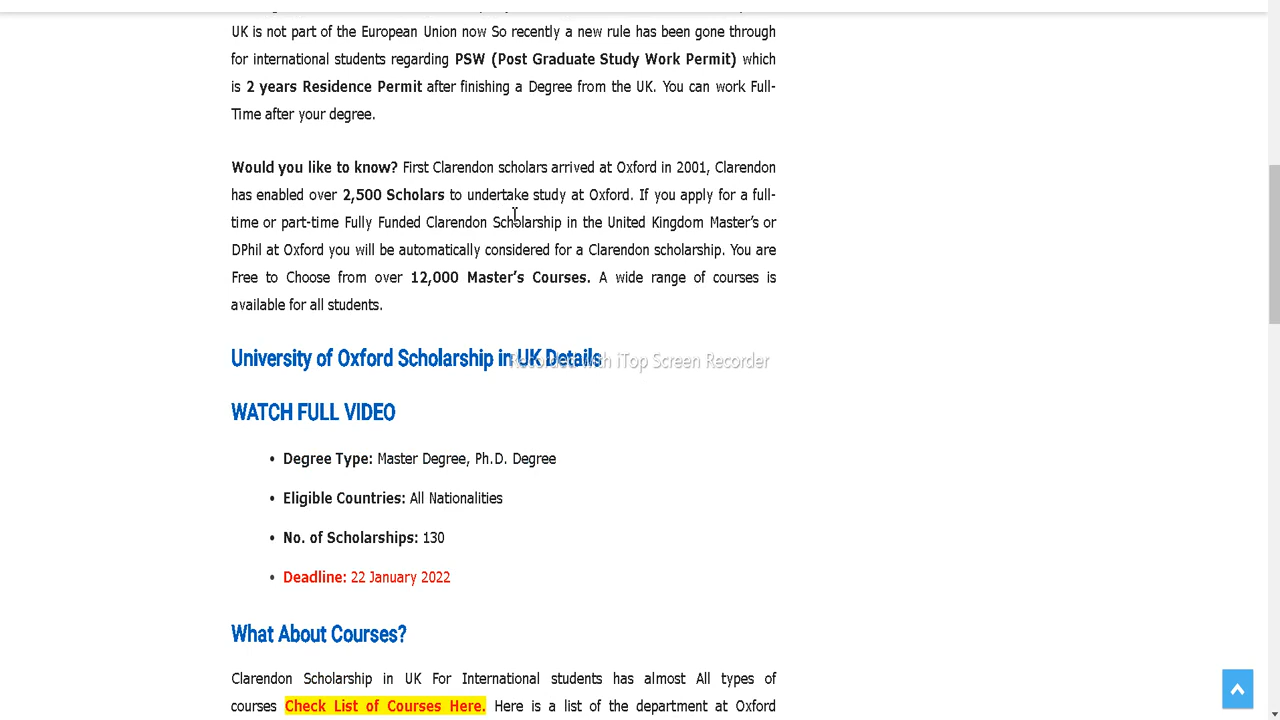 UK is not part of the European Union now So recently a new rule has been gone through
for international students regarding PSW (Post Graduate Study Work Permit) which
is 2 years Residence Permit after finishing a Degree from the UK. You can work Full-
Time after your degree.
Would you like to know? First Clarendon scholars arrived at Oxford in 2001, Clarendon
has enabled over 2,500 Scholars to undertake study at Oxford. If you apply for a full-
time or part-time Fully Funded Clarendon Scholarship in the United Kingdom Master's or
DPhil at Oxford you will be automatically considered for a Clarendon scholarship. You are
Free to Choose from over 12,000 Master's Courses. A wide range of courses is
available for all students.
University of Oxford Scholarship in UK Details
Recorded with iTop Screen Recorder
WATCH FULL VIDEO
• Degree Type: Master Degree, Ph.D. Degree
• Eligible Countries: All Nationalities
• No. of Scholarships: 130
• Deadline: 22 January 2022
What About Courses?
Clarendon Scholarship in UK For International students has almost All types of
courses Check List of Courses Here. Here is a list of the department at Oxford